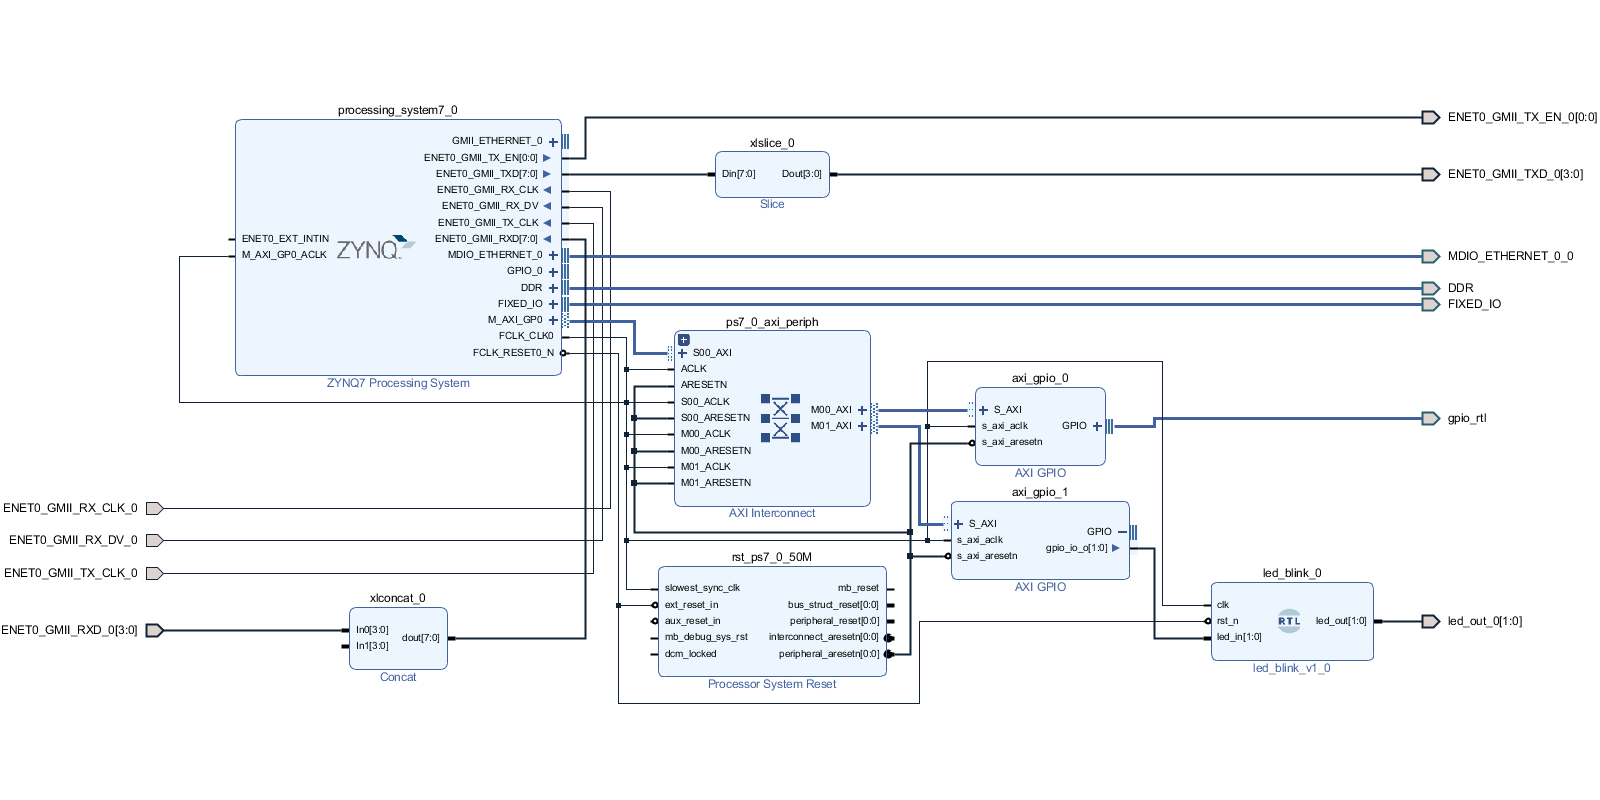 processing_system7_0
GMII_ETHERNET_0
ENET0_GMII_TX_EN[0:0]
ENET0_GMII_TXD[7:0]
ENET0_GMII_RX_CLK
ENET0_GMII_RX_DV
ENET0_GMII_TX_CLK
ENET0_GMII_RXD[7:0]
MDIO_ETHERNET_0
GPIO_0
DDR
FIXED_IO
M_AXI_GP0
FCLK_CLK0
FCLK_RESET0_N
ENET0_EXT_INTIN
M_AXI_GP0_ACLK
ZYNQ
ZYNQ7 Processing System
xlslice_0
Din[7:0]
Dout[3:0]
Slice
ENET0_GMII_TX_EN_0[0:0]
ENET0_GMII_TXD_0[3:0]
MDIO_ETHERNET_0_0
DDR
FIXED_IO
gpio_rtl
led_out_0[1:0]
ps7_0_axi_periph
S00_AXI
ACLK
ARESETN
S00_ACLK
S00_ARESETN
M00_ACLK
M00_ARESETN
M01_ACLK
M01_ARESETN
M00_AXI
M01_AXI
AXI Interconnect
axi_gpio_0
S_AXI
s_axi_aclk
s_axi_aresetn
GPIO
AXI GPIO
axi_gpio_1
S_AXI
s_axi_aclk
s_axi_aresetn
GPIO
gpio_io_o[1:0]
AXI GPIO
ENET0_GMII_RX_CLK_0
ENET0_GMII_RX_DV_0
ENET0_GMII_TX_CLK_0
ENET0_GMII_RXD_0[3:0]
xlconcat_0
In0[3:0]
In1[3:0]
dout[7:0]
Concat
rst_ps7_0_50M
slowest_sync_clk
ext_reset_in
aux_reset_in
mb_debug_sys_rst
dcm_locked
mb_reset
bus_struct_reset[0:0]
peripheral_reset[0:0]
interconnect_aresetn[0:0]
peripheral_aresetn[0:0]
Processor System Reset
led_blink_0
clk
rst_n
led_in[1:0]
RTL
led_out[1:0]
led_blink_v1_0